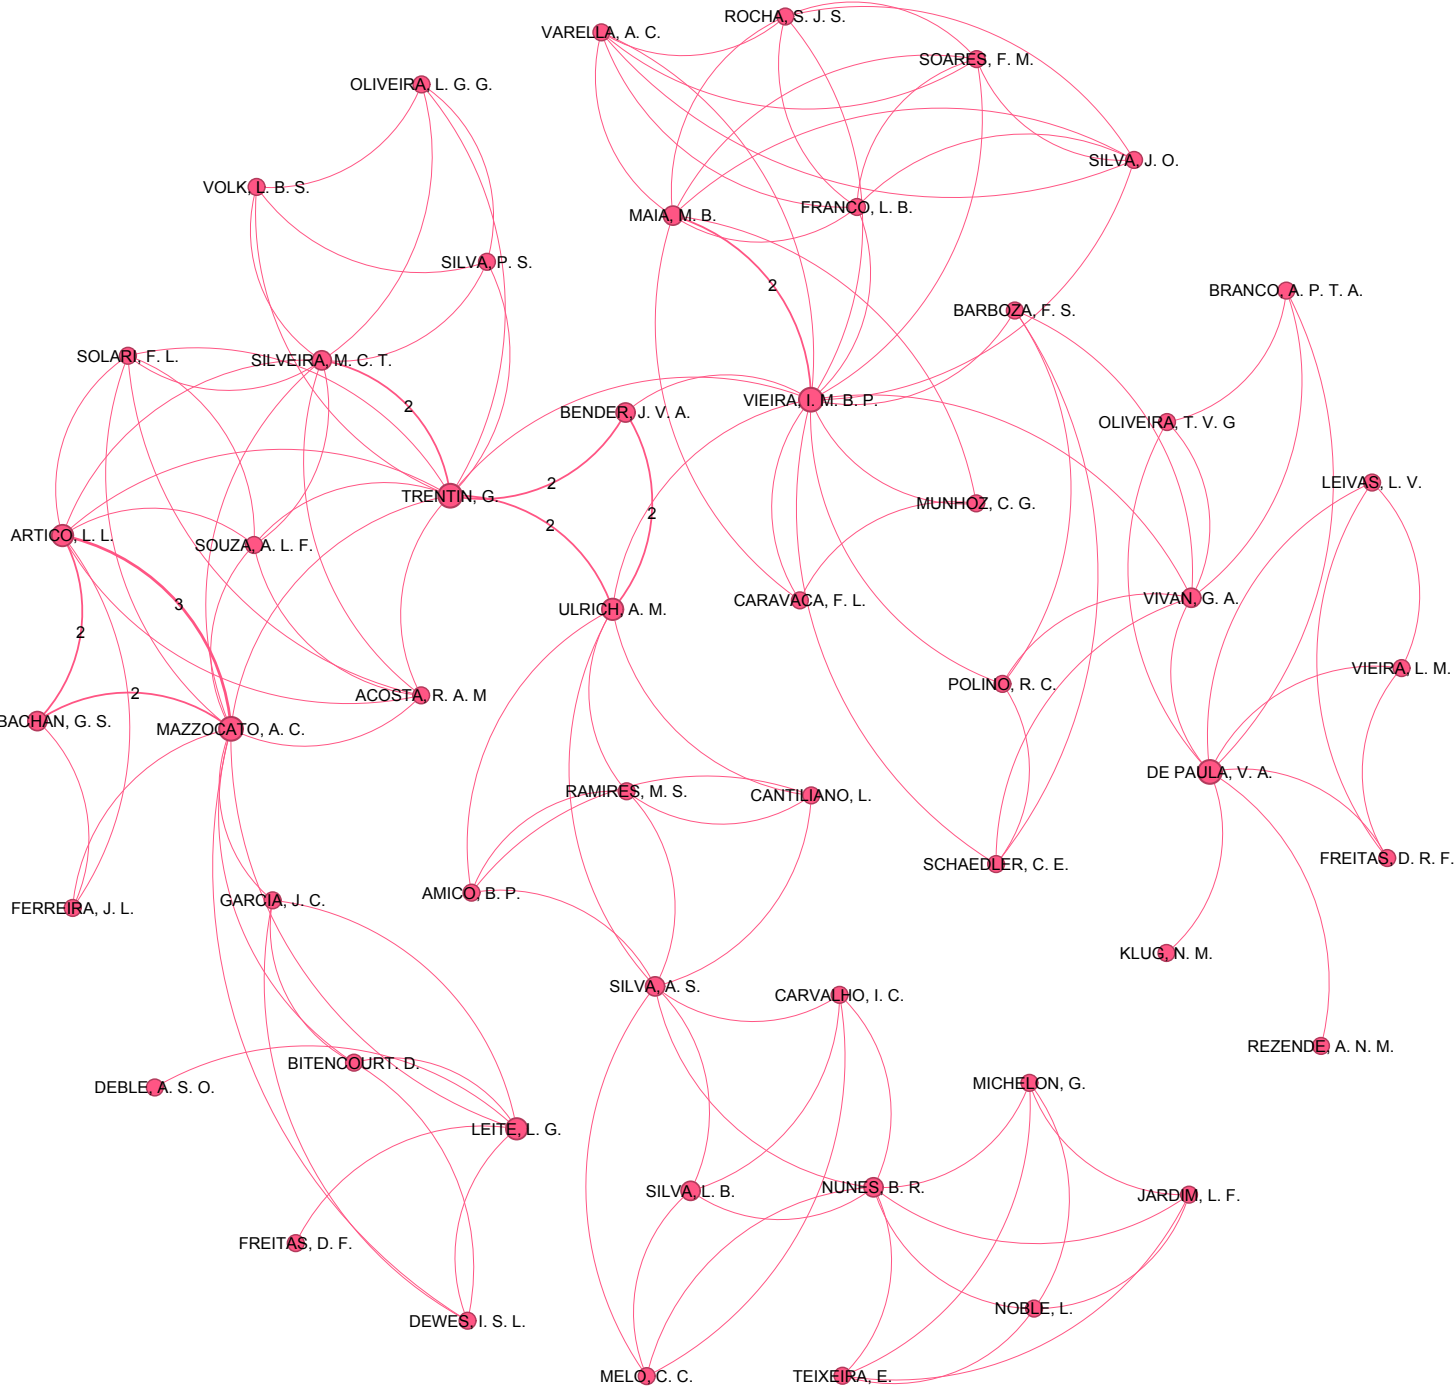 ROCHA, S. J. S.
VARELLA, A. C.
SOARES, F. M.
OLIVEIRA, L. G. G.
SILVA, J. O.
VOLK, L. B. S.
FRANCO, L. B.
MAIA, M. B.
SILVA, P. S.
2
BRANCO, A. P. T. A.
BARBOZA, F. S.
SOLARI, F. L.
SILVEIRA, M. C. T.
2
VIEIRA, I. M. B. P.
BENDER, J. V. A.
OLIVEIRA, T. V. G
2
LEIVAS, L. V.
TRENTIN, G.
MUNHOZ, C. G.
2
2
ARTICO, L. L.
SOUZA, A. L. F.
CARAVACA, F. L.
VIVAN, G. A.
3
ULRICH, A. M.
2
VIEIRA, L. M.
POLINO, R. C.
2
ACOSTA, R. A. M
BACHAN, G. S.
MAZZOCATO, A. C.
DE PAULA, V. A.
RAMIRES, M. S.
CANTILIANO, L.
FREITAS, D. R. F.
SCHAEDLER, C. E.
AMICO, B. P.
GARCIA, J. C.
FERREIRA, J. L.
KLUG, N. M.
SILVA, A. S.
CARVALHO, I. C.
REZENDE, A. N. M.
BITENCOURT. D.
DEBLE, A. S. O.
MICHELON, G.
LEITE, L. G.
NUNES, B. R.
SILVA, L. B.
JARDIM, L. F.
FREITAS, D. F.
NOBLE, L.
DEWES, I. S. L.
MELO, C. C.
TEIXEIRA, E.